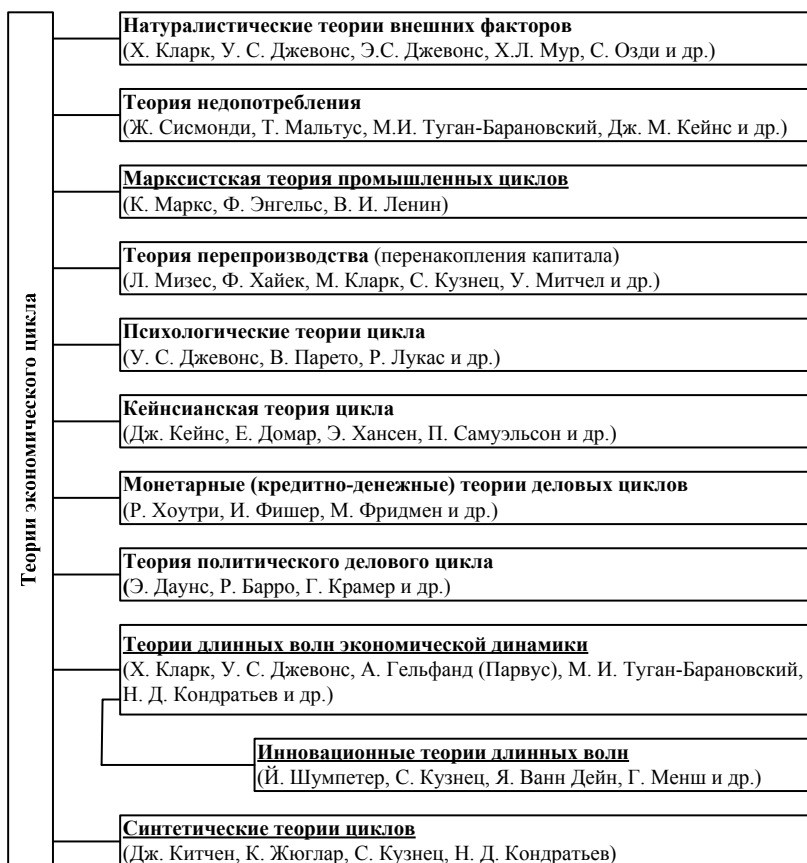 Теории экономического цикла
Натуралистические теории внешних факторов
(Х. Кларк, У. С. Джевонс, Э.С. Джевонс, Х.Л. Мур, С. Озди и др.)
Теория недопотребления
(Ж. Сисмонди, Т. Мальтус, М.И. Туган-Барановский, Дж. М. Кейнс и др.)
Марксистская теория промышленных циклов
(К. Маркс, Ф. Энгельс, В. И. Ленин)
Теория перепроизводства (перенакопления капитала)
(Л. Мизес, Ф. Хайек, М. Кларк, С. Кузнец, У. Митчел и др.)
Психологические теории цикла
(У. С. Джевонс, В. Парето, Р. Лукас и др.)
Кейнсианская теория цикла
(Дж. Кейнс, Е. Домар, Э. Хансен, П. Самуэльсон и др.)
Монетарные (кредитно-денежные) теории деловых циклов
(Р. Хоутри, И. Фишер, М. Фридмен и др.)
Теория политического делового цикла
(Э. Даунс, Р. Барро, Г. Крамер и др.)
Теории длинных волн экономической динамики
(Х. Кларк, У. С. Джевонс, А. Гельфанд (Парвус), М. И. Туган-Барановский,
Н. Д. Кондратьев и др.)
Инновационные теории длинных волн
(Й. Шумпетер, С. Кузнец, Я. Ванн Дейн, Г. Менш и др.)
Синтетические теории циклов
(Дж. Китчен, К. Жюглар, С. Кузнец, Н. Д. Кондратьев)